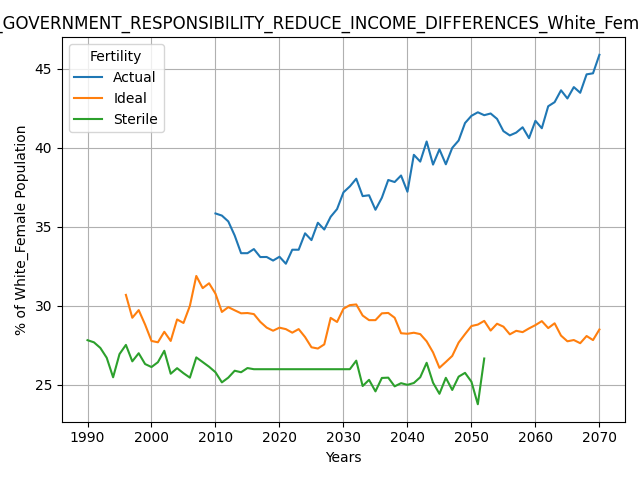 _GOVERNMENT_RESPONSIBILITY_REDUCE_INCOME_DIFFERENCES_White_Fem
Fertility
Actual
Ideal
Sterile
% of White_Female Population
45
40
35
30
25
1990
2000
2010
2020
2030
2040
2050
2060
2070
Years